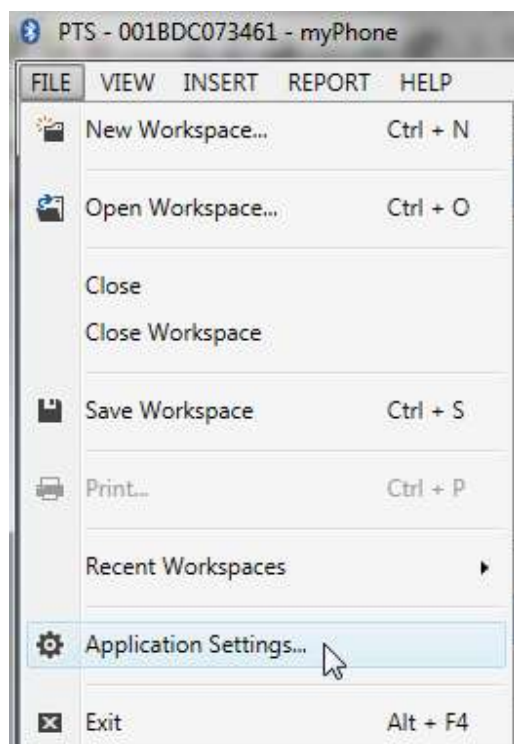 PTS - 001BDC073461 - myPhone
FILE VIEW INSERT REPORT HELP
New Workspace... Ctrl + N
Open Workspace... Ctrl + O
Close
Close Workspace
Save Workspace Ctrl + S
Print... Ctrl + P
Recent Workspaces
Application Settings...
Exit Alt + F4